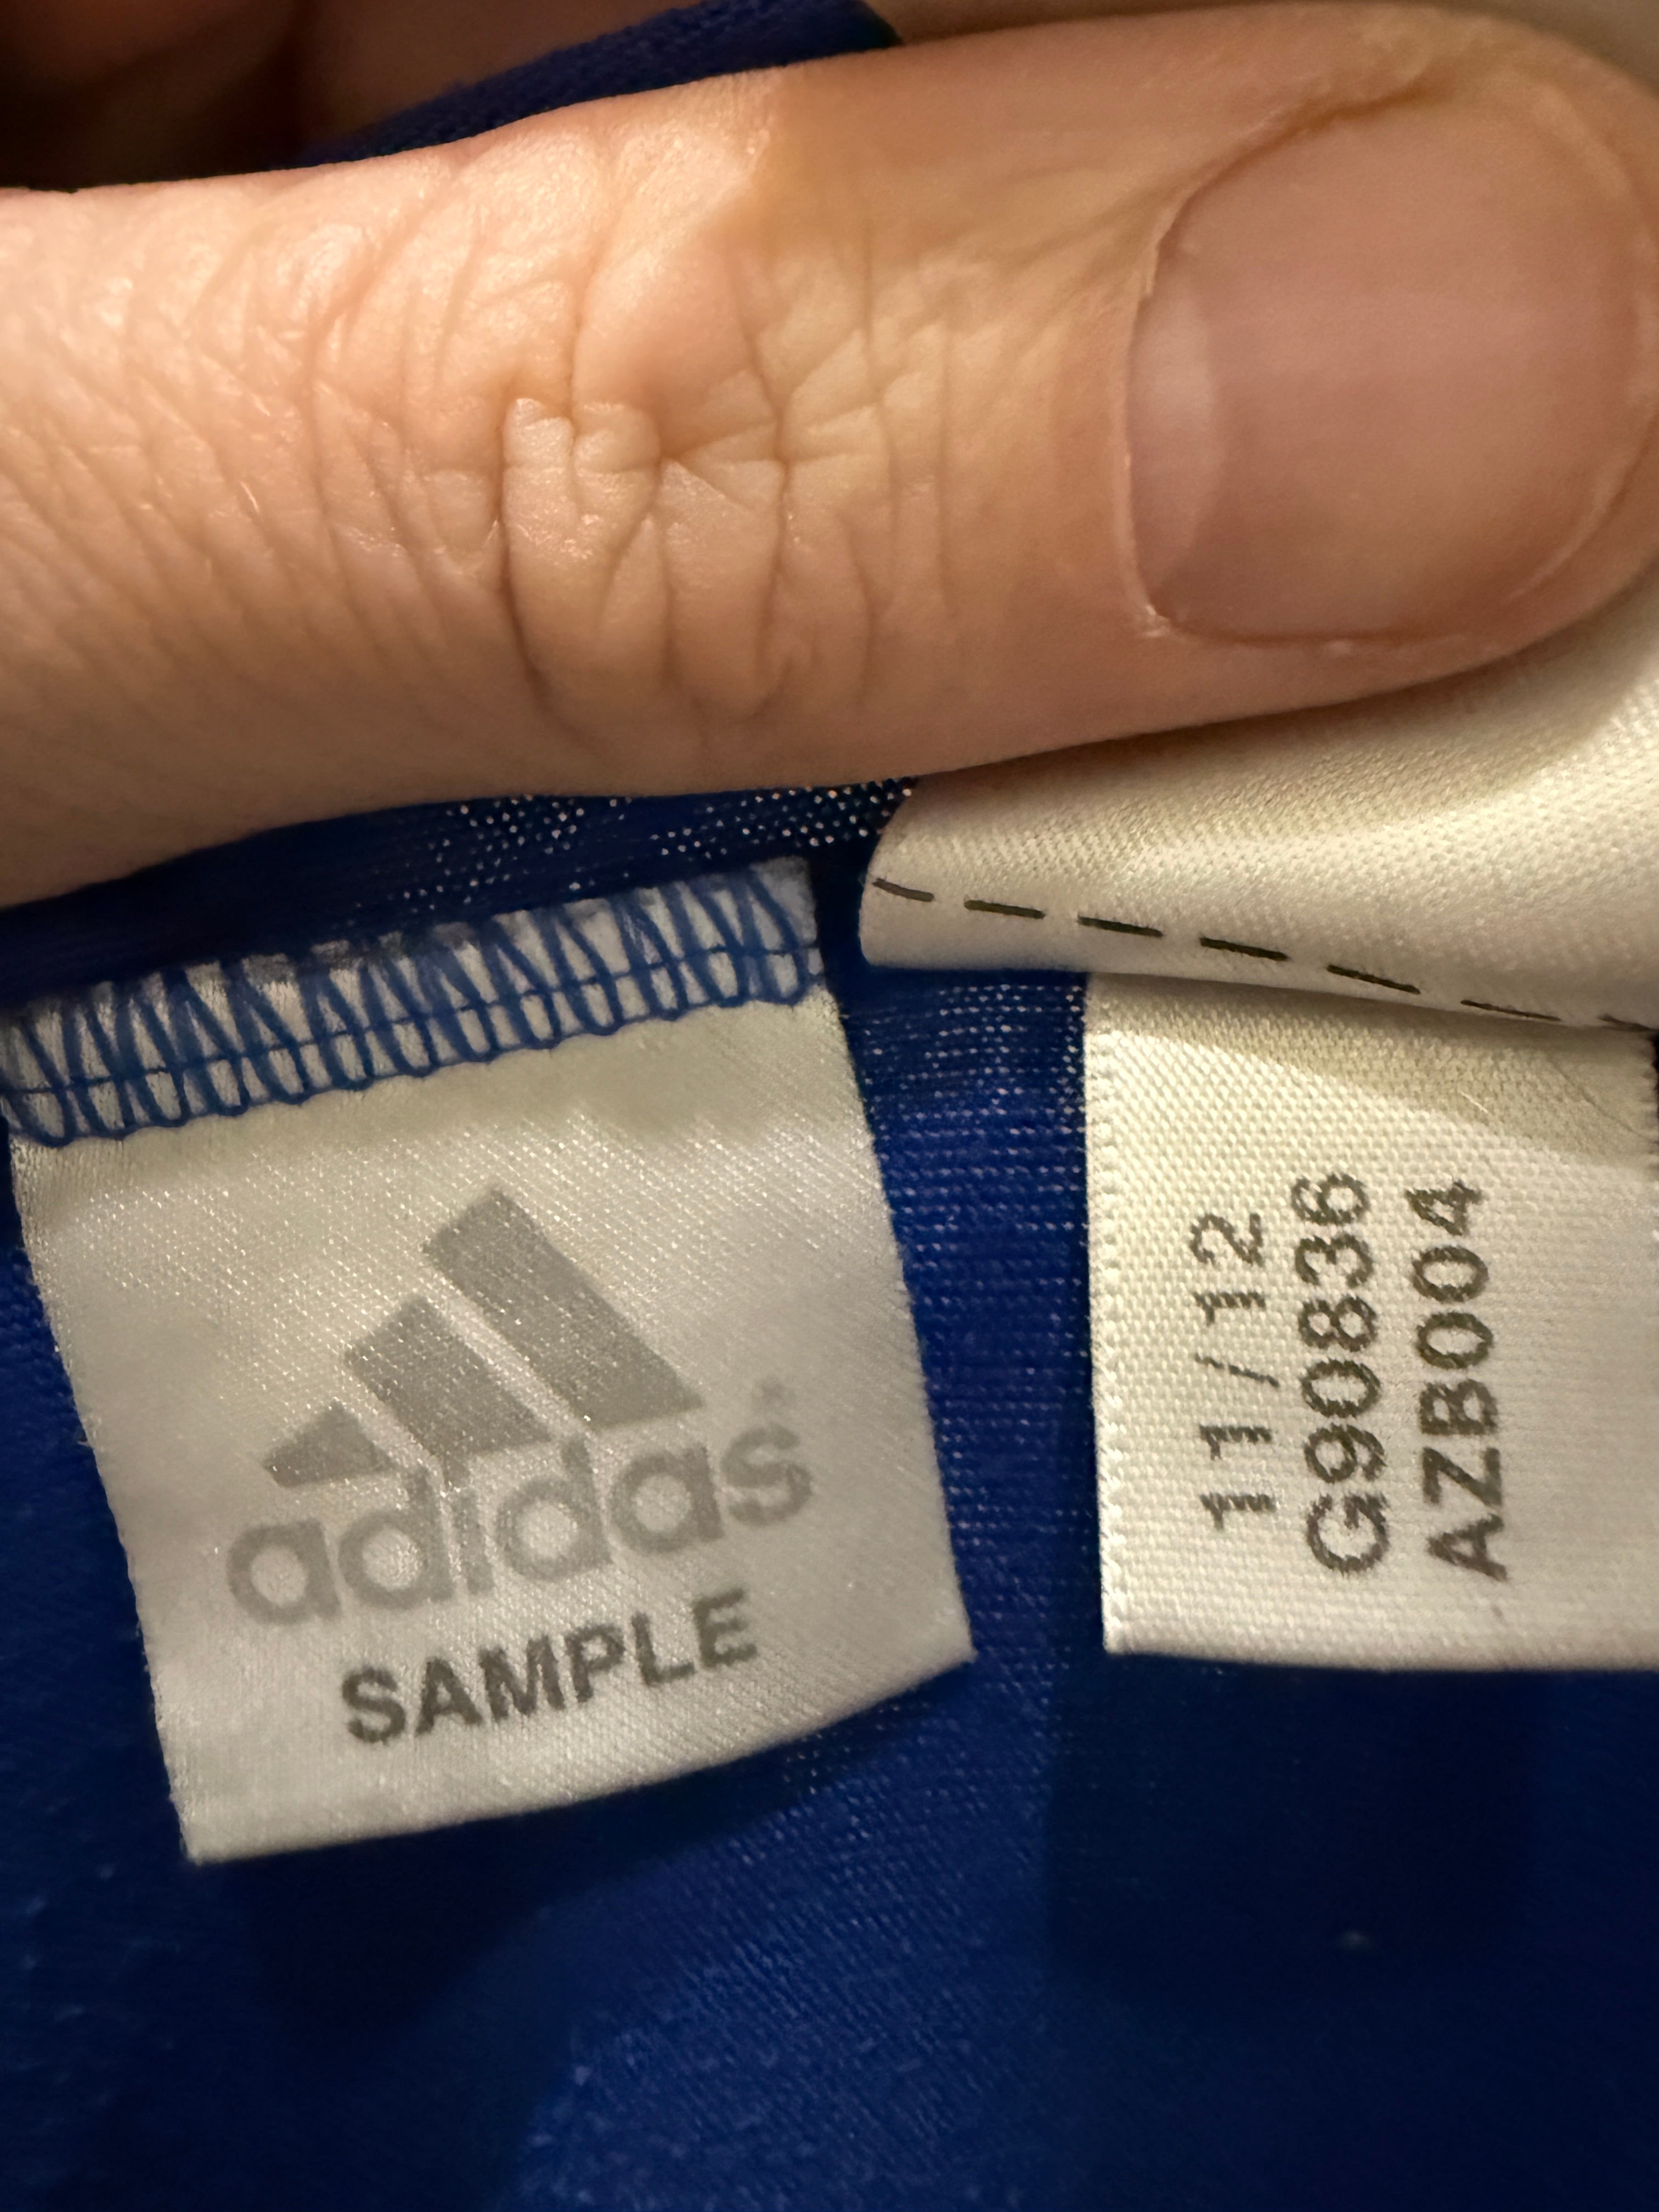 adidas
SAMPLE
11/12
G90836
AZB004